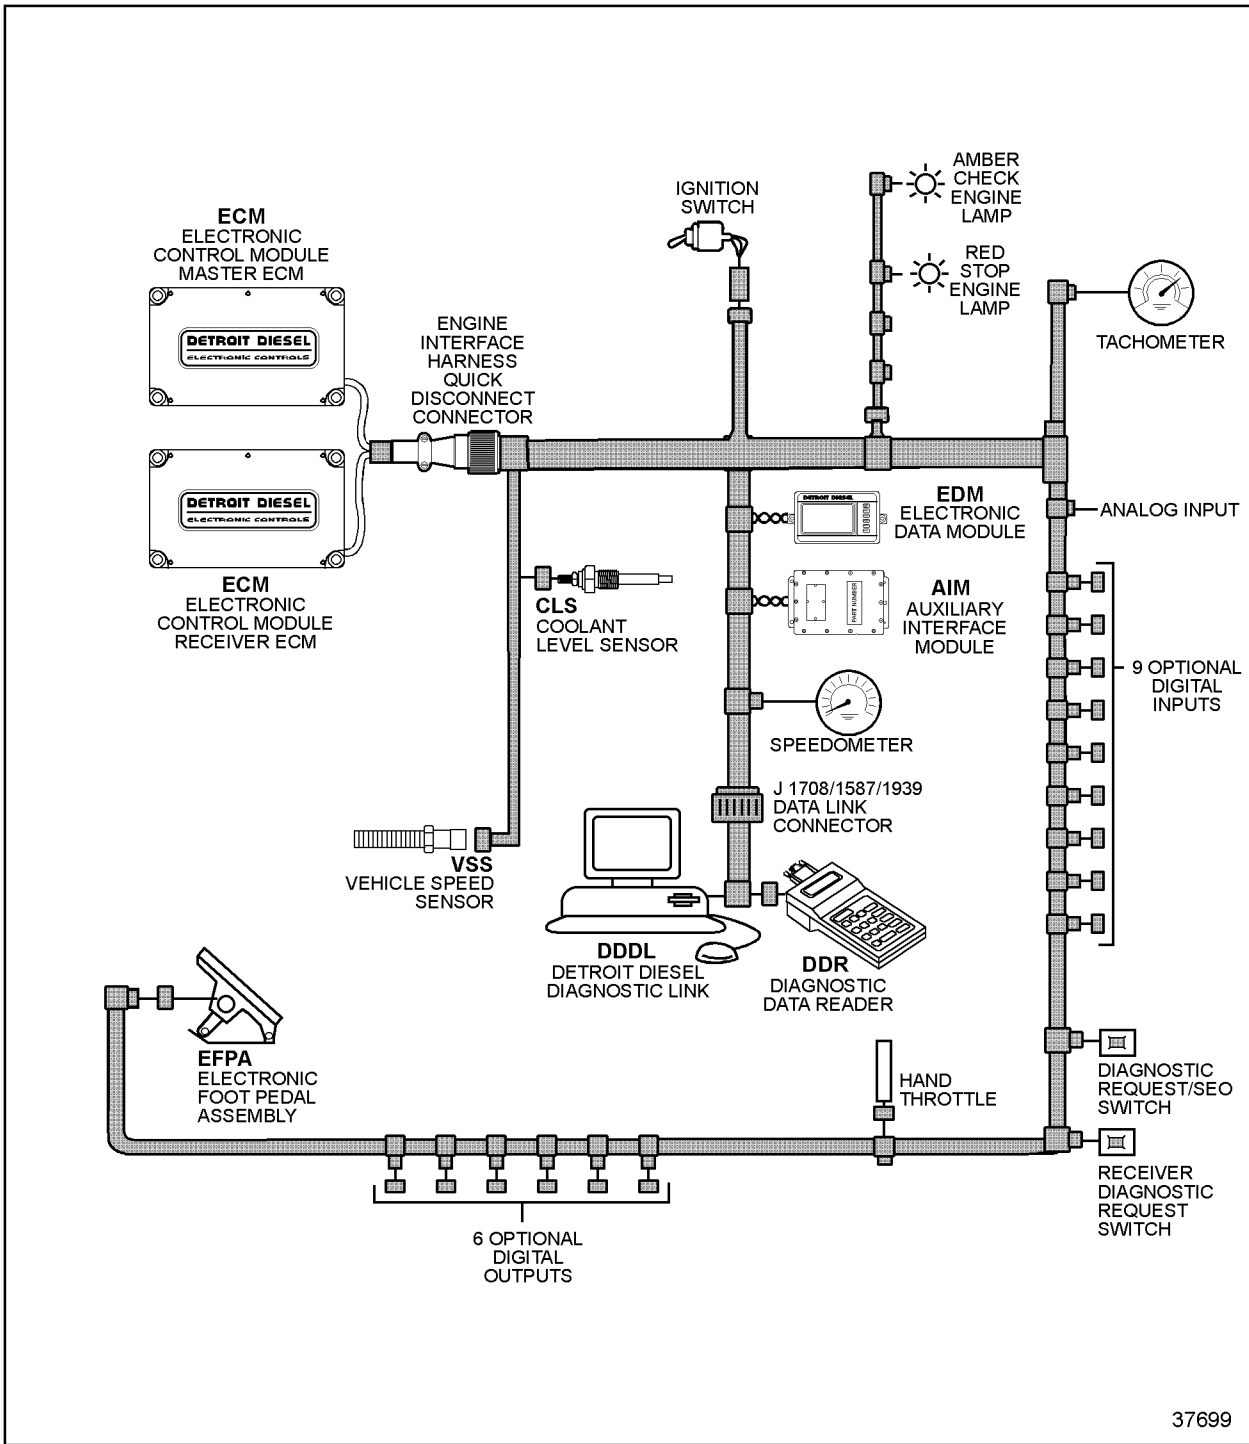 ECM
ELECTRONIC
CONTROL MODULE
MASTER ECM
DETROIT DIESEL
ELECTRONIC CONTROLS
ENGINE
INTERFACE
HARNESS
QUICK
DISCONNECT
CONNECTOR
IGNITION
SWITCH
AMBER
CHECK
ENGINE
LAMP
RED
STOP
ENGINE
LAMP
TACHOMETER
DETROIT DIESEL
ELECTRONIC CONTROLS
ECM
ELECTRONIC
CONTROL MODULE
RECEIVER ECM
DETROIT DIESEL
EDM
ELECTRONIC
DATA MODULE
ANALOG INPUT
CLS
COOLANT
LEVEL SENSOR
PART NUMBER
AIM
AUXILIARY
INTERFACE
MODULE
9 OPTIONAL
DIGITAL
INPUTS
SPEEDOMETER
J 1708/1587/1939
DATA LINK
CONNECTOR
VSS
VEHICLE SPEED
SENSOR
DDDL
DETROIT DIESEL
DIAGNOSTIC LINK
DDR
DIAGNOSTIC
DATA READER
EFPA
ELECTRONIC
FOOT PEDAL
ASSEMBLY
HAND
THROTTLE
DIAGNOSTIC
REQUEST/SEO
SWITCH
RECEIVER
DIAGNOSTIC
REQUEST
SWITCH
6 OPTIONAL
DIGITAL
OUTPUTS
37699